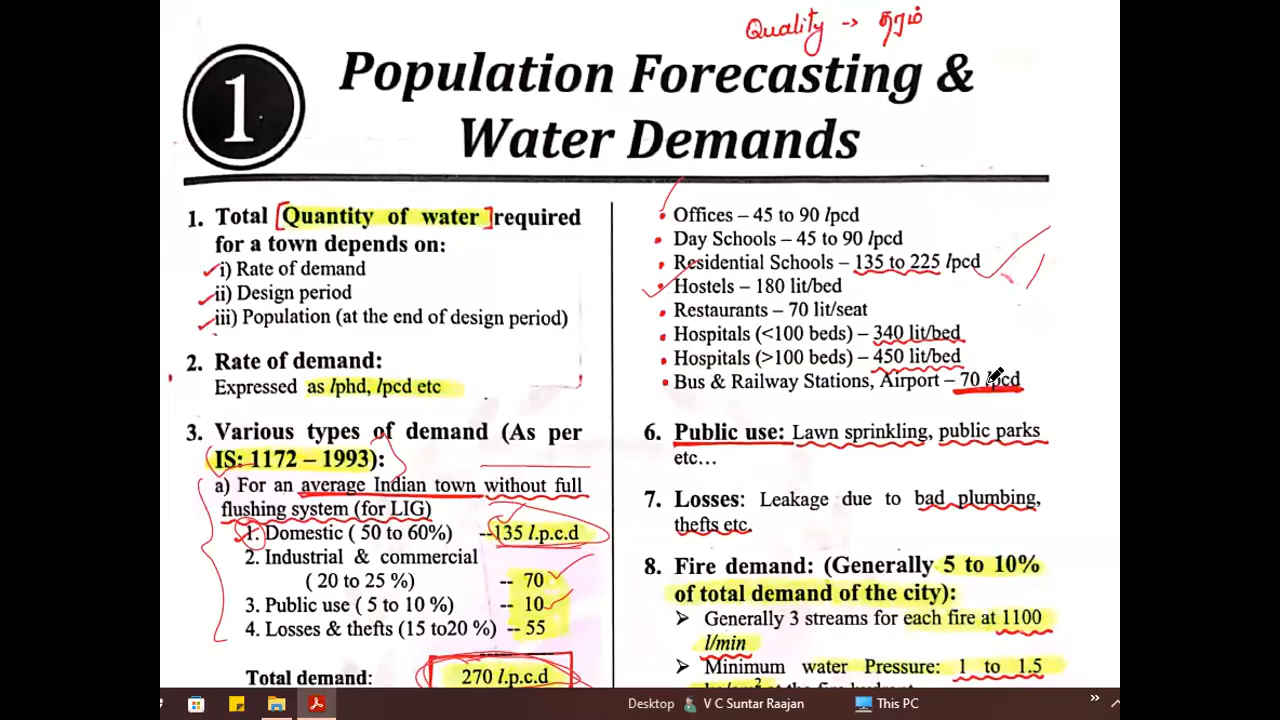 Quality → தரம்
1
Population Forecasting &
Water Demands
1. Total [Quantity of water] required
for a town depends on:
i) Rate of demand
ii) Design period
iii) Population (at the end of design period)
2. Rate of demand:
Expressed as lphd, lpcd etc
3. Various types of demand (As per
IS: 1172 – 1993):
a) For an average Indian town without full
flushing system (for LIG)
1. Domestic ( 50 to 60%) --135 l.p.c.d
2. Industrial & commercial
( 20 to 25 %) -- 70
3. Public use ( 5 to 10 %) -- 10
4. Losses & thefts (15 to20 %) -- 55
Total demand: 270 l.p.c.d
• Offices – 45 to 90 lpcd
• Day Schools – 45 to 90 lpcd
• Residential Schools – 135 to 225 lpcd
• Hostels – 180 lit/bed
• Restaurants – 70 lit/seat
• Hospitals (<100 beds) – 340 lit/bed
• Hospitals (>100 beds) – 450 lit/bed
• Bus & Railway Stations, Airport – 70 lpcd
6. Public use: Lawn sprinkling, public parks
etc...
7. Losses: Leakage due to bad plumbing,
thefts etc.
8. Fire demand: (Generally 5 to 10%
of total demand of the city):
➢ Generally 3 streams for each fire at 1100
l/min
➢ Minimum water Pressure: 1 to 1.5
Desktop V C Suntar Raajan This PC